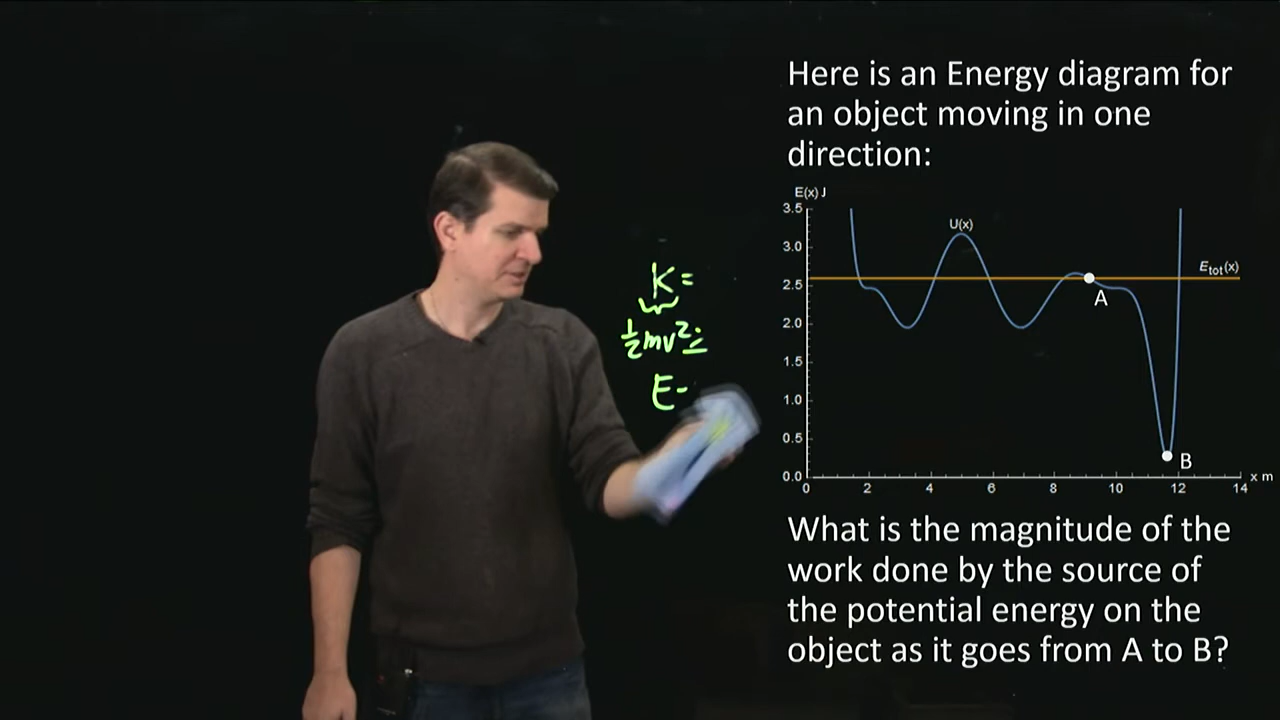 Here is an Energy diagram for
an object moving in one
direction:
E(x) J
3.5
3.0
2.5
2.0
1.5
1.0
0.5
0.0
U(x)
E_tot(x)
A
B
0 2 4 6 8 10 12 14 x m
What is the magnitude of the
work done by the source of
the potential energy on the
object as it goes from A to B?
K=
½mv²=
E-